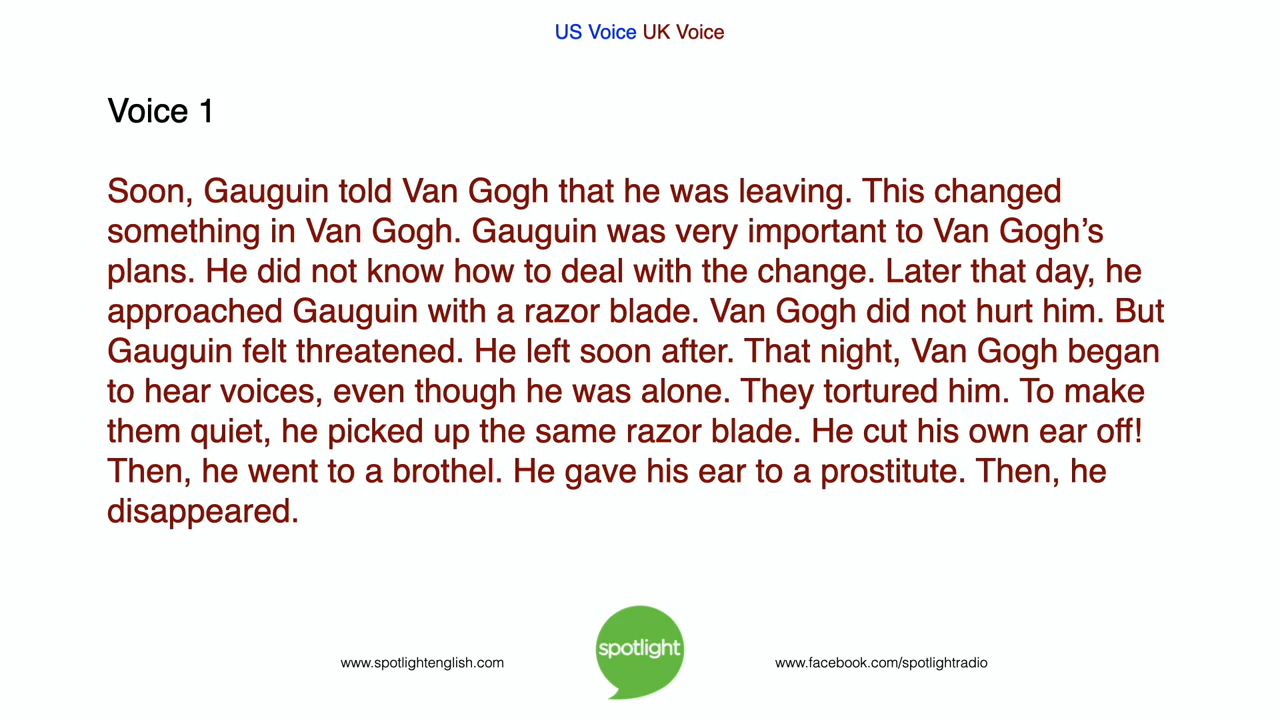 US Voice UK Voice
Voice 1
Soon, Gauguin told Van Gogh that he was leaving. This changed
something in Van Gogh. Gauguin was very important to Van Gogh’s
plans. He did not know how to deal with the change. Later that day, he
approached Gauguin with a razor blade. Van Gogh did not hurt him. But
Gauguin felt threatened. He left soon after. That night, Van Gogh began
to hear voices, even though he was alone. They tortured him. To make
them quiet, he picked up the same razor blade. He cut his own ear off!
Then, he went to a brothel. He gave his ear to a prostitute. Then, he
disappeared.
www.spotlightenglish.com
spotlight
www.facebook.com/spotlightradio